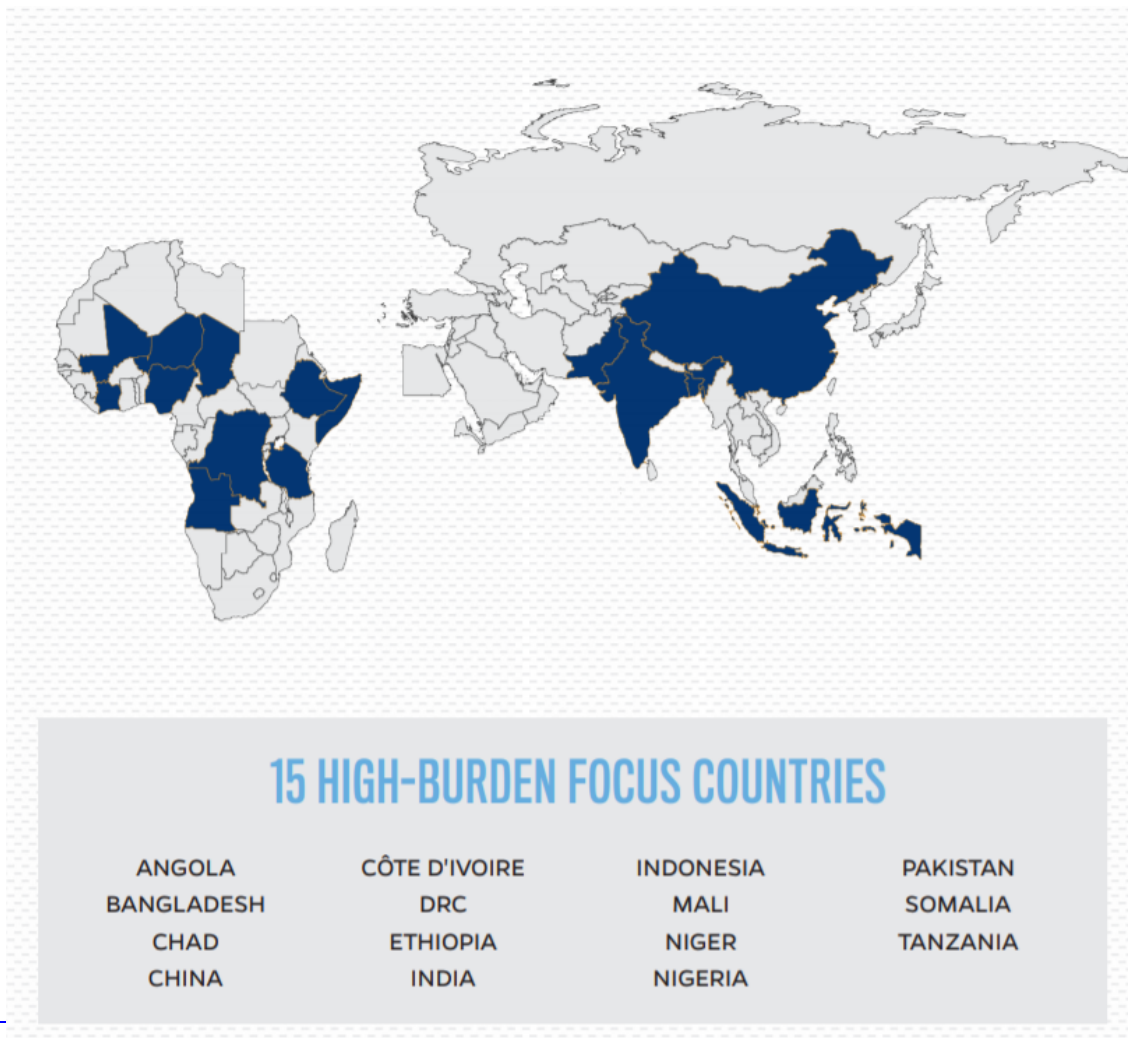 15 HIGH-BURDEN FOCUS COUNTRIES
ANGOLA
BANGLADESH
CHAD
CHINA
CÔTE D'IVOIRE
DRC
ETHIOPIA
INDIA
INDONESIA
MALI
NIGER
NIGERIA
PAKISTAN
SOMALIA
TANZANIA